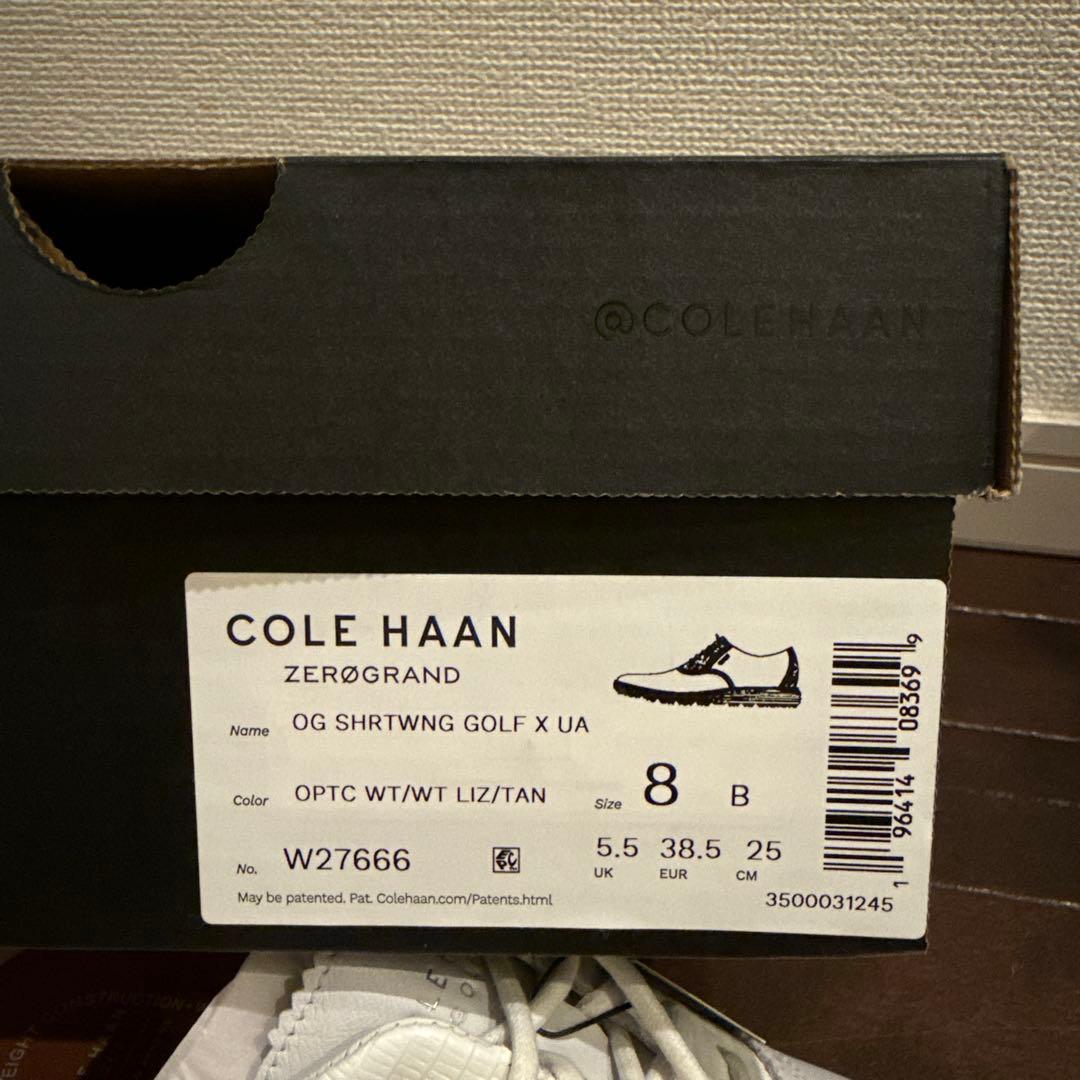 @COLEHAAN
COLE HAAN
ZERØGRAND
Name OG SHRTWNG GOLF X UA
Color OPTC WT/WT LIZ/TAN
Size 8 B
No. W27666
5.5 38.5 25
UK EUR CM
May be patented. Pat. Colehaan.com/Patents.html
3500031245
1 96414 08369 9
CONSTRUCTION